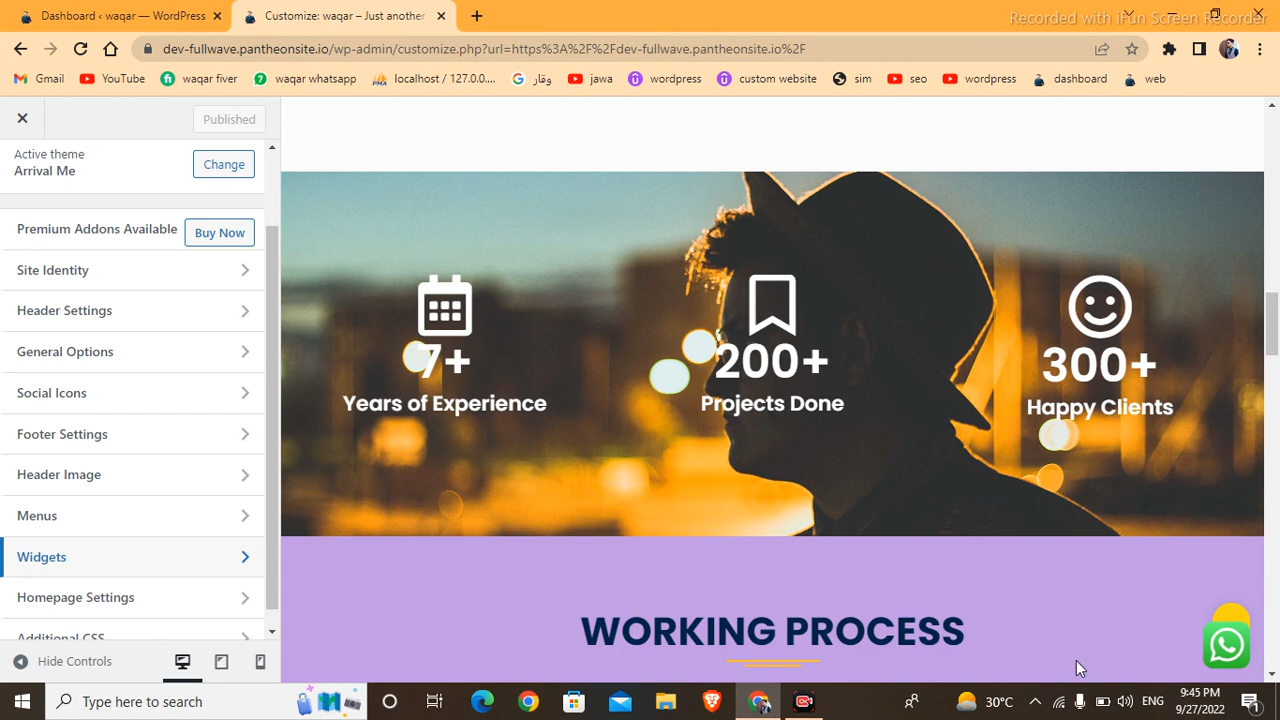 Dashboard ‹ waqar — WordPress
Customize: waqar – Just another
Recorded with iFun Screen Recorder
dev-fullwave.pantheonsite.io/wp-admin/customize.php?url=https%3A%2F%2Fdev-fullwave.pantheonsite.io%2F
Gmail
YouTube
waqar fiver
waqar whatsapp
localhost / 127.0.0....
وقار
jawa
wordpress
custom website
sim
seo
wordpress
dashboard
web
Published
Active theme
Arrival Me
Change
Premium Addons Available
Buy Now
Site Identity
Header Settings
General Options
Social Icons
Footer Settings
Header Image
Menus
Widgets
Homepage Settings
Additional CSS
Hide Controls
7+
Years of Experience
200+
Projects Done
300+
Happy Clients
WORKING PROCESS
Type here to search
30°C
ENG
9:45 PM
9/27/2022
1